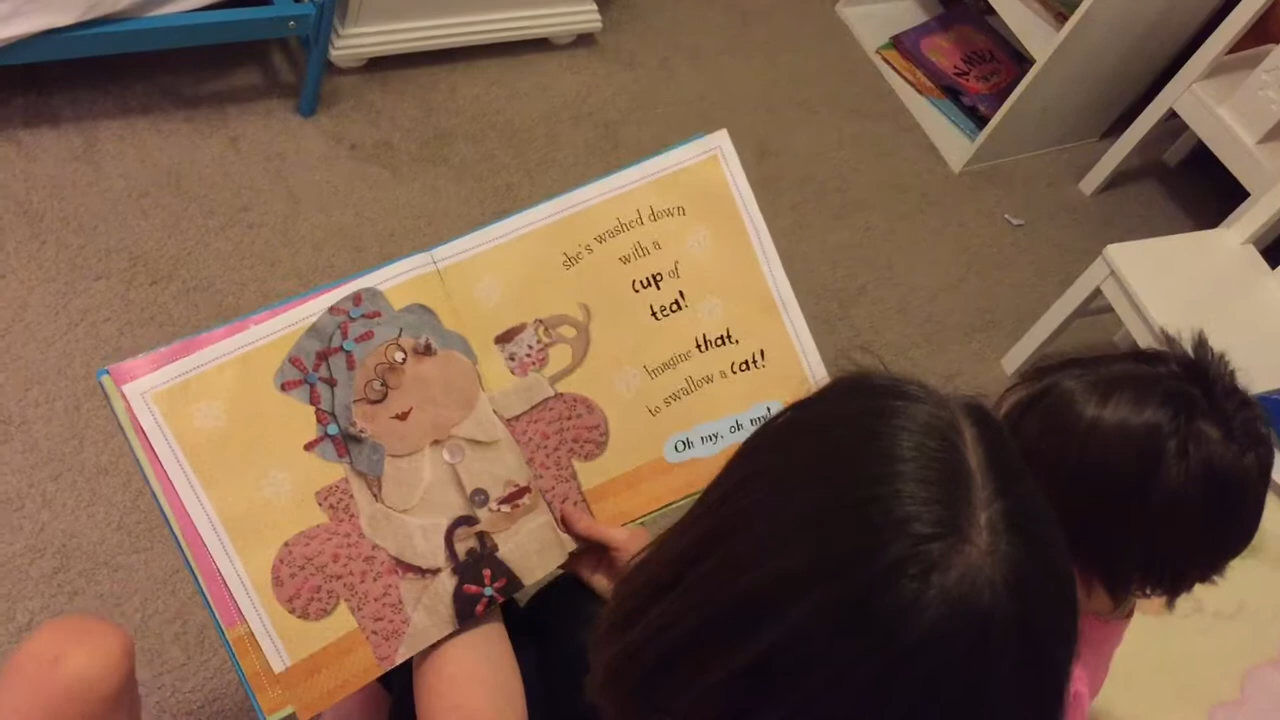 she's washed down
with a
cup of
tea!
Imagine that,
to swallow a cat!
Oh my, oh my!